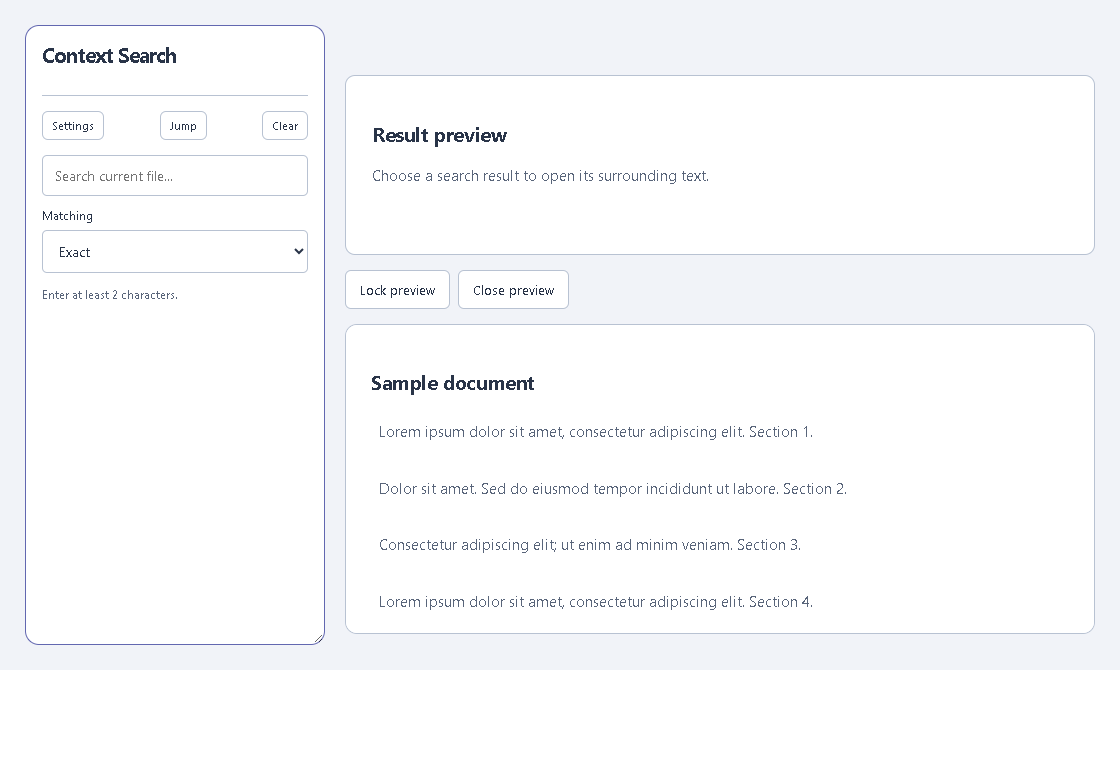 Context Search
Settings
Jump
Clear
Search current file...
Matching
Exact
Enter at least 2 characters.
Result preview
Choose a search result to open its surrounding text.
Lock preview
Close preview
Sample document
Lorem ipsum dolor sit amet, consectetur adipiscing elit. Section 1.
Dolor sit amet. Sed do eiusmod tempor incididunt ut labore. Section 2.
Consectetur adipiscing elit; ut enim ad minim veniam. Section 3.
Lorem ipsum dolor sit amet, consectetur adipiscing elit. Section 4.